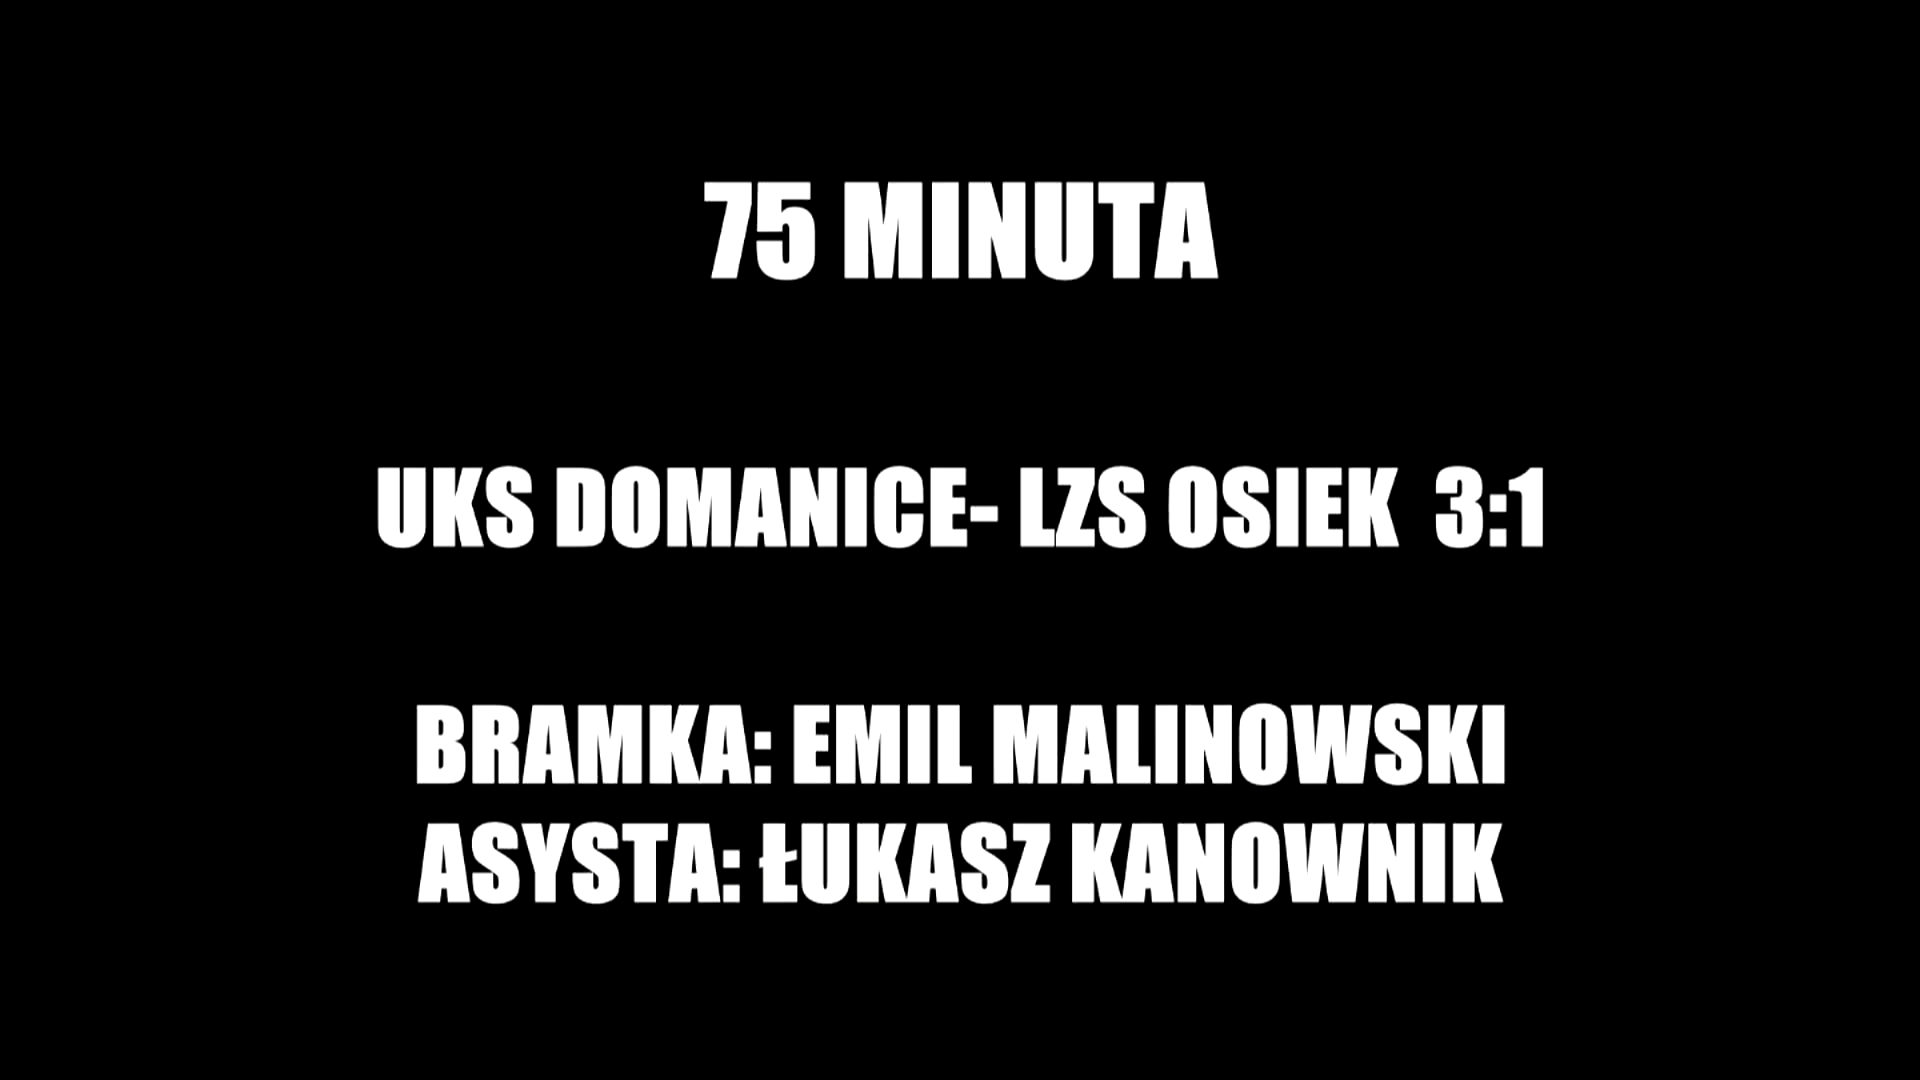 75 MINUTA
UKS DOMANICE- LZS OSIEK  3:1
BRAMKA: EMIL MALINOWSKI
ASYSTA: ŁUKASZ KANOWNIK